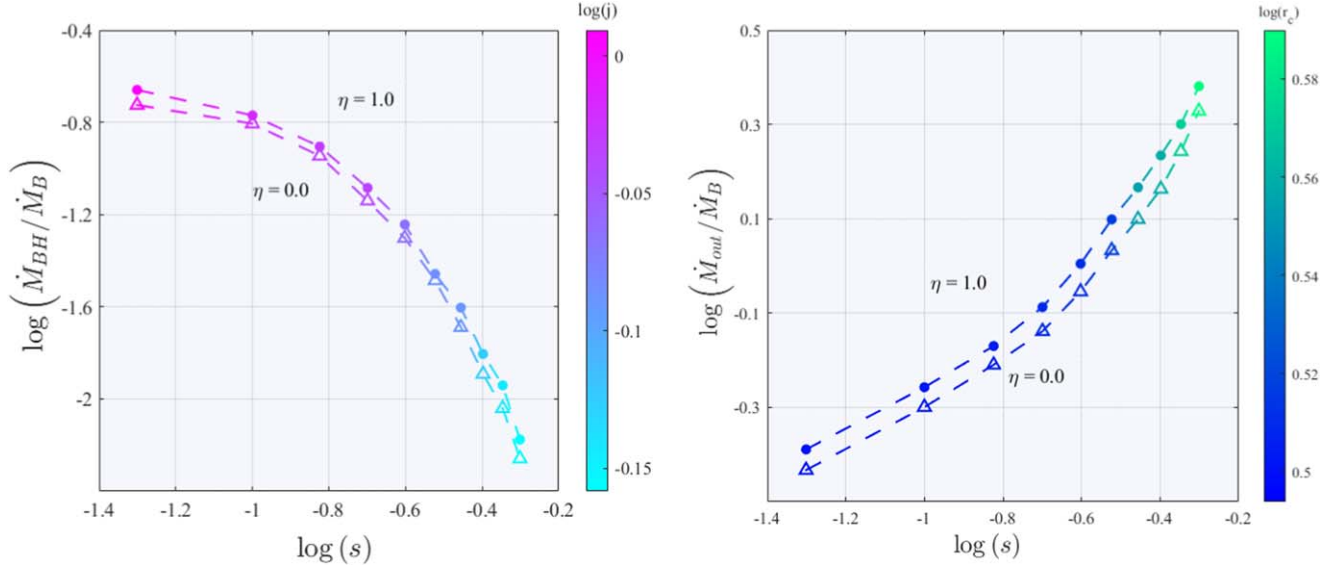 log(j)
-0.4
-0.8
-1.2
-1.6
-2
log (Ṁ_BH / Ṁ_B)
η = 1.0
η = 0.0
-1.4 -1.2 -1 -0.8 -0.6 -0.4 -0.2
log (s)
0
-0.05
-0.1
-0.15
log(r_c)
0.5
0.3
0.1
-0.1
-0.3
log (Ṁ_out / Ṁ_B)
η = 1.0
η = 0.0
-1.4 -1.2 -1 -0.8 -0.6 -0.4 -0.2
log (s)
0.58
0.56
0.54
0.52
0.5